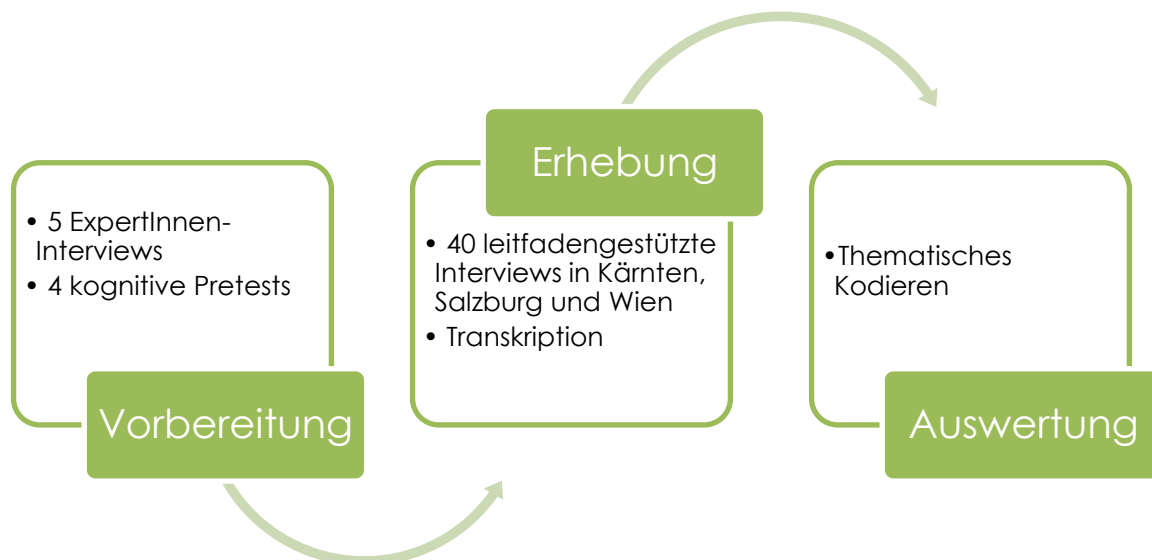 • 5 ExpertInnen-
Interviews
• 4 kognitive Pretests
Vorbereitung
Erhebung
• 40 leitfadengestützte
Interviews in Kärnten,
Salzburg und Wien
• Transkription
•Thematisches
Kodieren
Auswertung